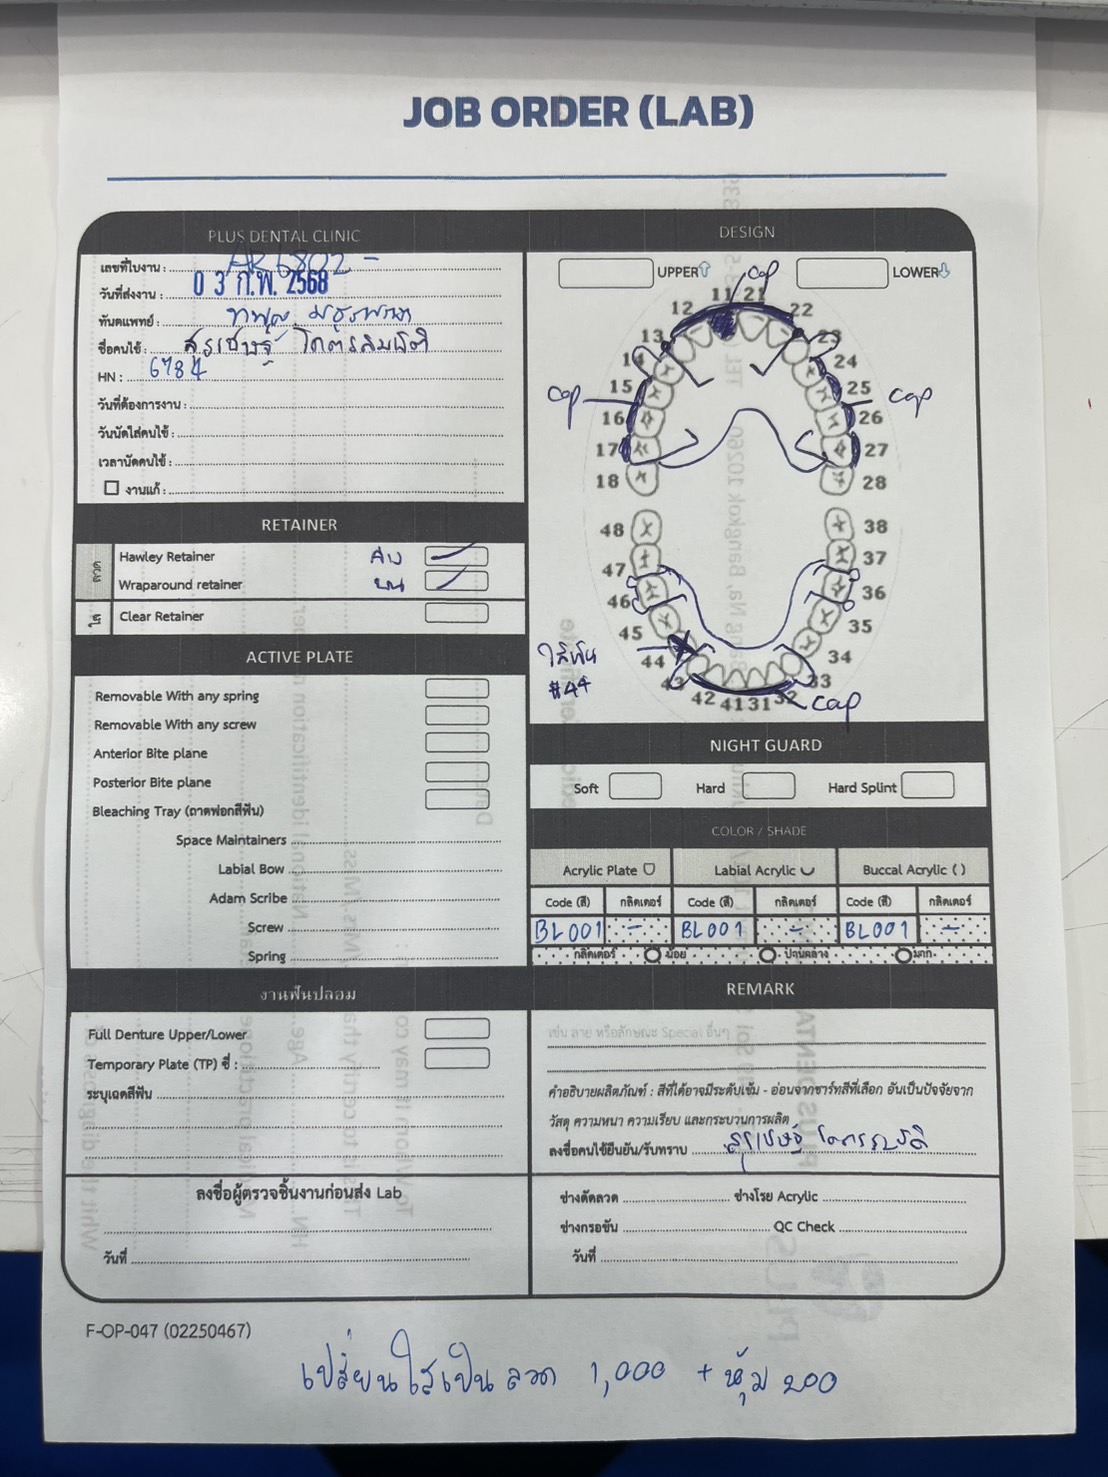 JOB ORDER (LAB)
PLUS DENTAL CLINIC
เลขที่ใบงาน :
วันที่ส่งงาน : 0 3 ก.พ. 2568
ทันตแพทย์ :
ชื่อคนไข้ :
HN : 6784
วันที่ต้องการงาน :
วันนัดใส่คนไข้ :
เวลานัดคนไข้ :
งานแก้ :
RETAINER
ลวด
Hawley Retainer ล่าง
Wraparound retainer บน
ใส
Clear Retainer
ACTIVE PLATE
Removable With any spring
Removable With any screw
Anterior Bite plane
Posterior Bite plane
Bleaching Tray (ถาดฟอกสีฟัน)
Space Maintainers
Labial Bow
Adam Scribe
Screw
Spring
งานฟันปลอม
Full Denture Upper/Lower
Temporary Plate (TP) ซี่ :
ระบุเฉดสีฟัน
ลงชื่อผู้ตรวจชิ้นงานก่อนส่ง Lab
วันที่
DESIGN
UPPER LOWER
cap
11 21
12 22
13 23
14 24
15 25
cap 16 26 cap
17 27
18 28
48 38
47 37
46 36
45 35
44 34
ใส่ฟัน
#44
43 33
42 41 31 32 cap
NIGHT GUARD
Soft Hard Hard Splint
COLOR / SHADE
Acrylic Plate Labial Acrylic Buccal Acrylic ( )
Code (สี) กลิตเตอร์ Code (สี) กลิตเตอร์ Code (สี) กลิตเตอร์
BL001 - BL001 - BL001 -
กลิตเตอร์ น้อย ปานกลาง มาก
REMARK
เช่น ลาย หรือลักษณะ Special อื่นๆ
คำอธิบายผลิตภัณฑ์ : สีที่ได้อาจมีระดับเข้ม - อ่อนจากชาร์ทสีที่เลือก อันเป็นปัจจัยจาก
วัสดุ ความหนา ความเรียบ และกระบวนการผลิต
ลงชื่อคนไข้ยืนยัน/รับทราบ
ช่างดัดลวด ช่างโรย Acrylic
ช่างกรอขัด QC Check
วันที่
F-OP-047 (02250467)
เปลี่ยนใสเป็น ลวด 1,000 + หุ้ม 200